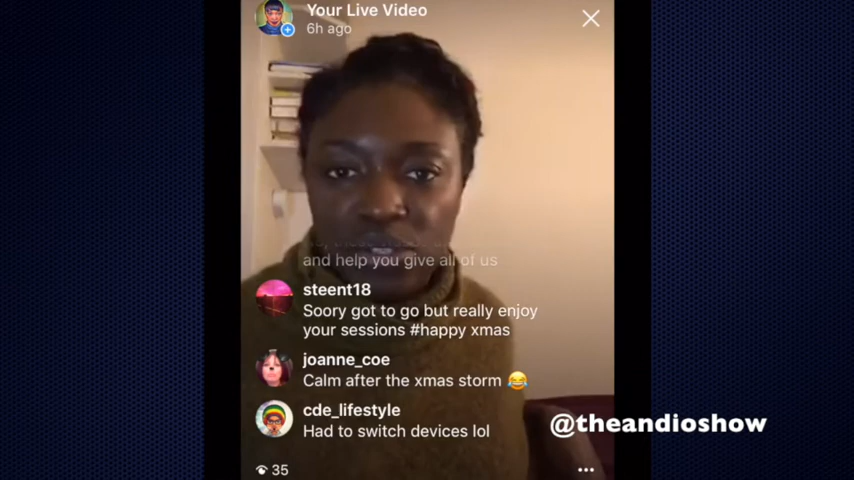 Your Live Video
6h ago
and help you give all of us
steent18
Soory got to go but really enjoy
your sessions #happy xmas
joanne_coe
Calm after the xmas storm 😂
cde_lifestyle
Had to switch devices lol
@theandioshow
35